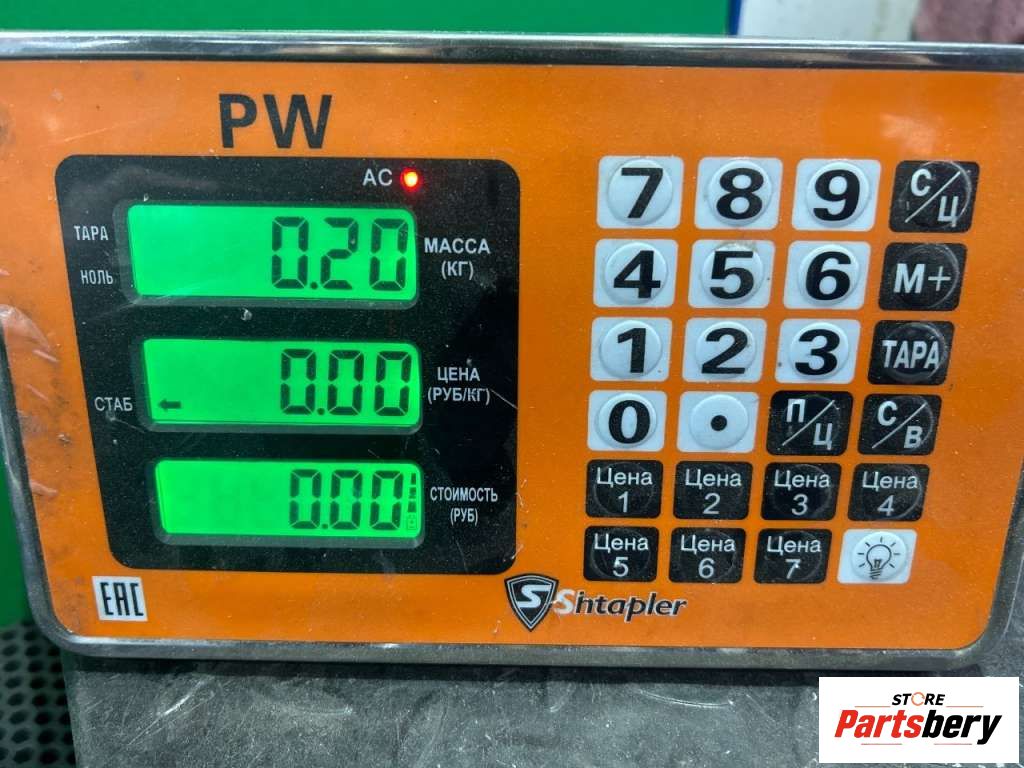 PW
AC
ТАРА
НОЛЬ
0.20
МАССА
(КГ)
СТАБ
0.00
ЦЕНА
(РУБ/КГ)
0.00
СТОИМОСТЬ
(РУБ)
7 8 9 С/Ц
4 5 6 М+
1 2 3 ТАРА
0 . П/Ц С/В
Цена 1 Цена 2 Цена 3 Цена 4
Цена 5 Цена 6 Цена 7
EAC
S Shtapler
STORE
Partsbery